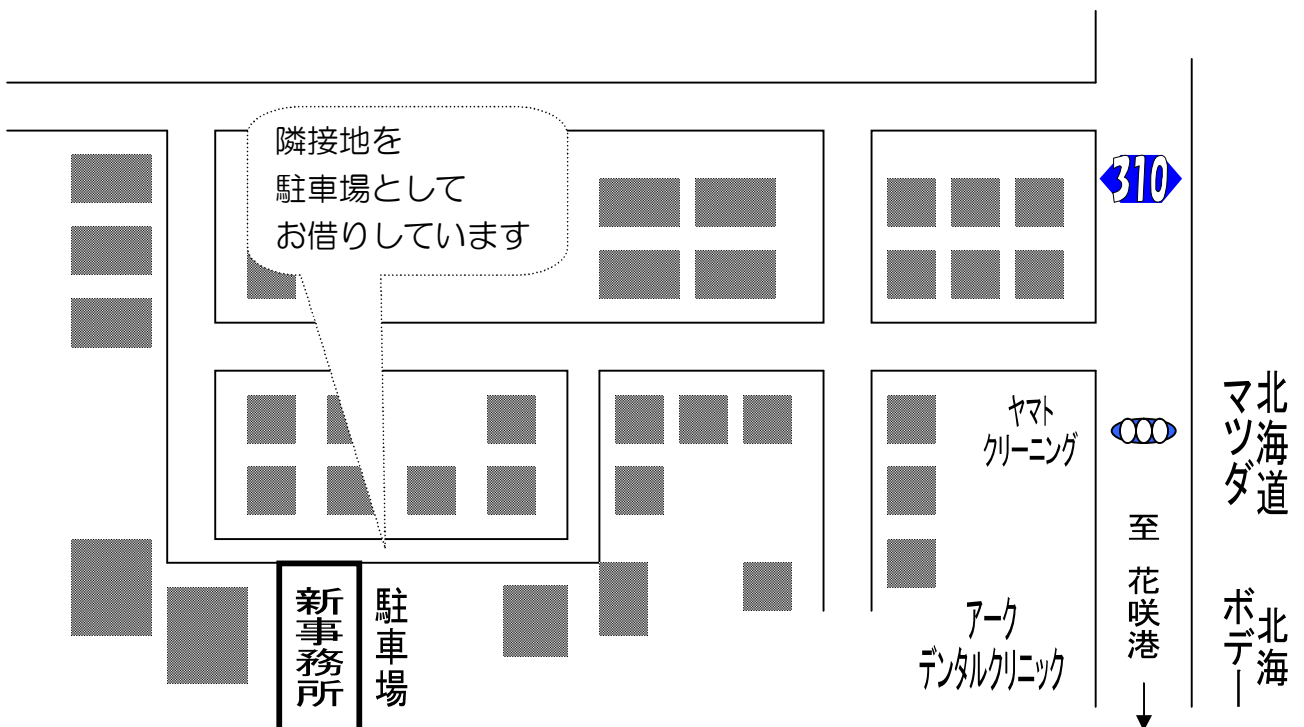 隣接地を
駐車場として
お借りしています
310
ヤマト
クリーニング
北海道
マツダ
至 花咲港
北海
ボデー
新事務所
駐車場
アーク
デンタルクリニック